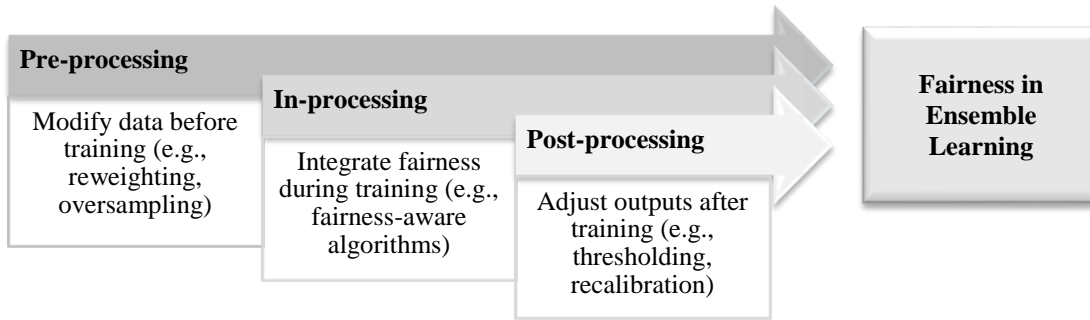 Pre-processing
Modify data before
training (e.g.,
reweighting,
oversampling)
In-processing
Integrate fairness
during training (e.g.,
fairness-aware
algorithms)
Post-processing
Adjust outputs after
training (e.g.,
thresholding,
recalibration)
Fairness in
Ensemble
Learning